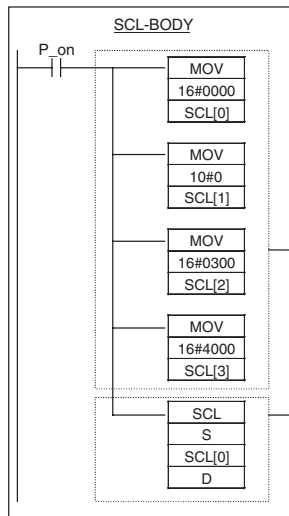 SCL-BODY
P_on
MOV
16#0000
SCL[0]
MOV
10#0
SCL[1]
MOV
16#0300
SCL[2]
MOV
16#4000
SCL[3]
SCL
S
SCL[0]
D